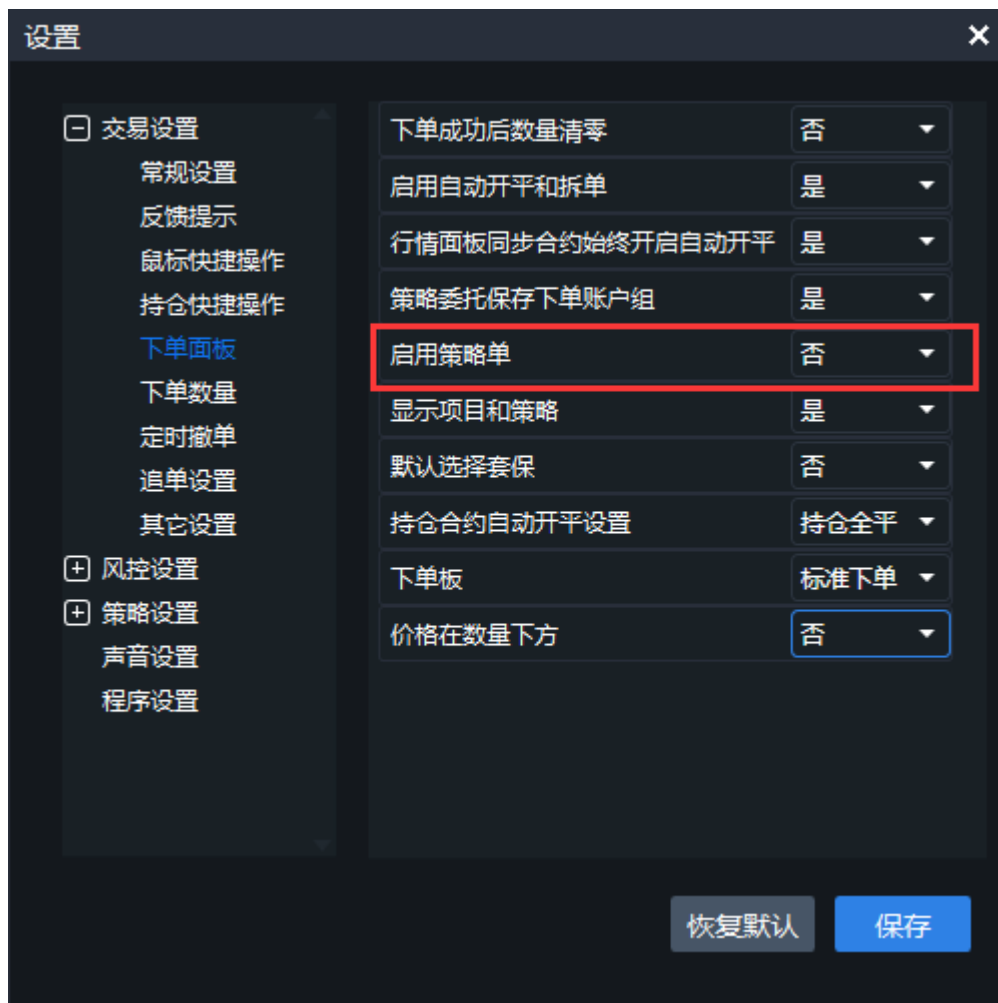 设置
交易设置
常规设置
反馈提示
鼠标快捷操作
持仓快捷操作
下单面板
下单数量
定时撤单
追单设置
其它设置
风控设置
策略设置
声音设置
程序设置
下单成功后数量清零 否
启用自动开平和拆单 是
行情面板同步合约始终开启自动开平 是
策略委托保存下单账户组 是
启用策略单 否
显示项目和策略 是
默认选择套保 否
持仓合约自动开平设置 持仓全平
下单板 标准下单
价格在数量下方 否
恢复默认 保存